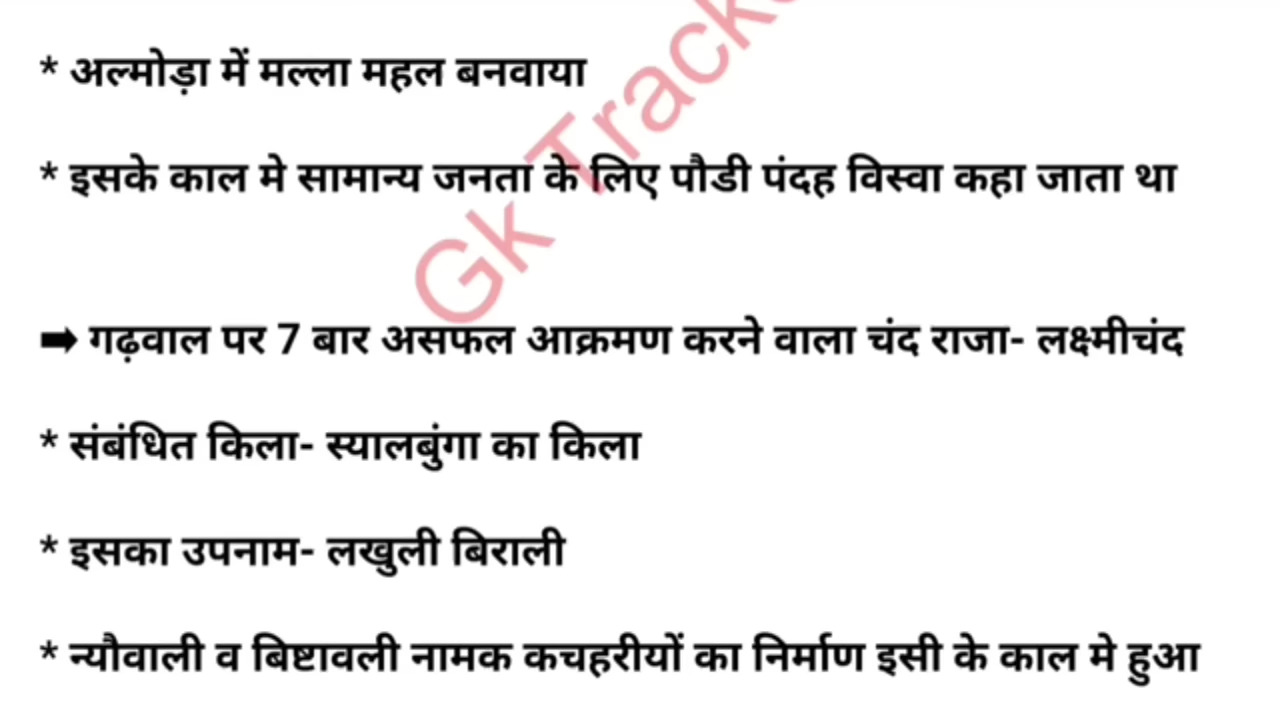 * अल्मोड़ा में मल्ला महल बनवाया
* इसके काल मे सामान्य जनता के लिए पौडी पंदह विस्वा कहा जाता था
➡ गढ़वाल पर 7 बार असफल आक्रमण करने वाला चंद राजा- लक्ष्मीचंद
* संबंधित किला- स्यालबुंगा का किला
* इसका उपनाम- लखुली बिराली
* न्यौवाली व बिष्टावली नामक कचहरीयों का निर्माण इसी के काल मे हुआ
Gk